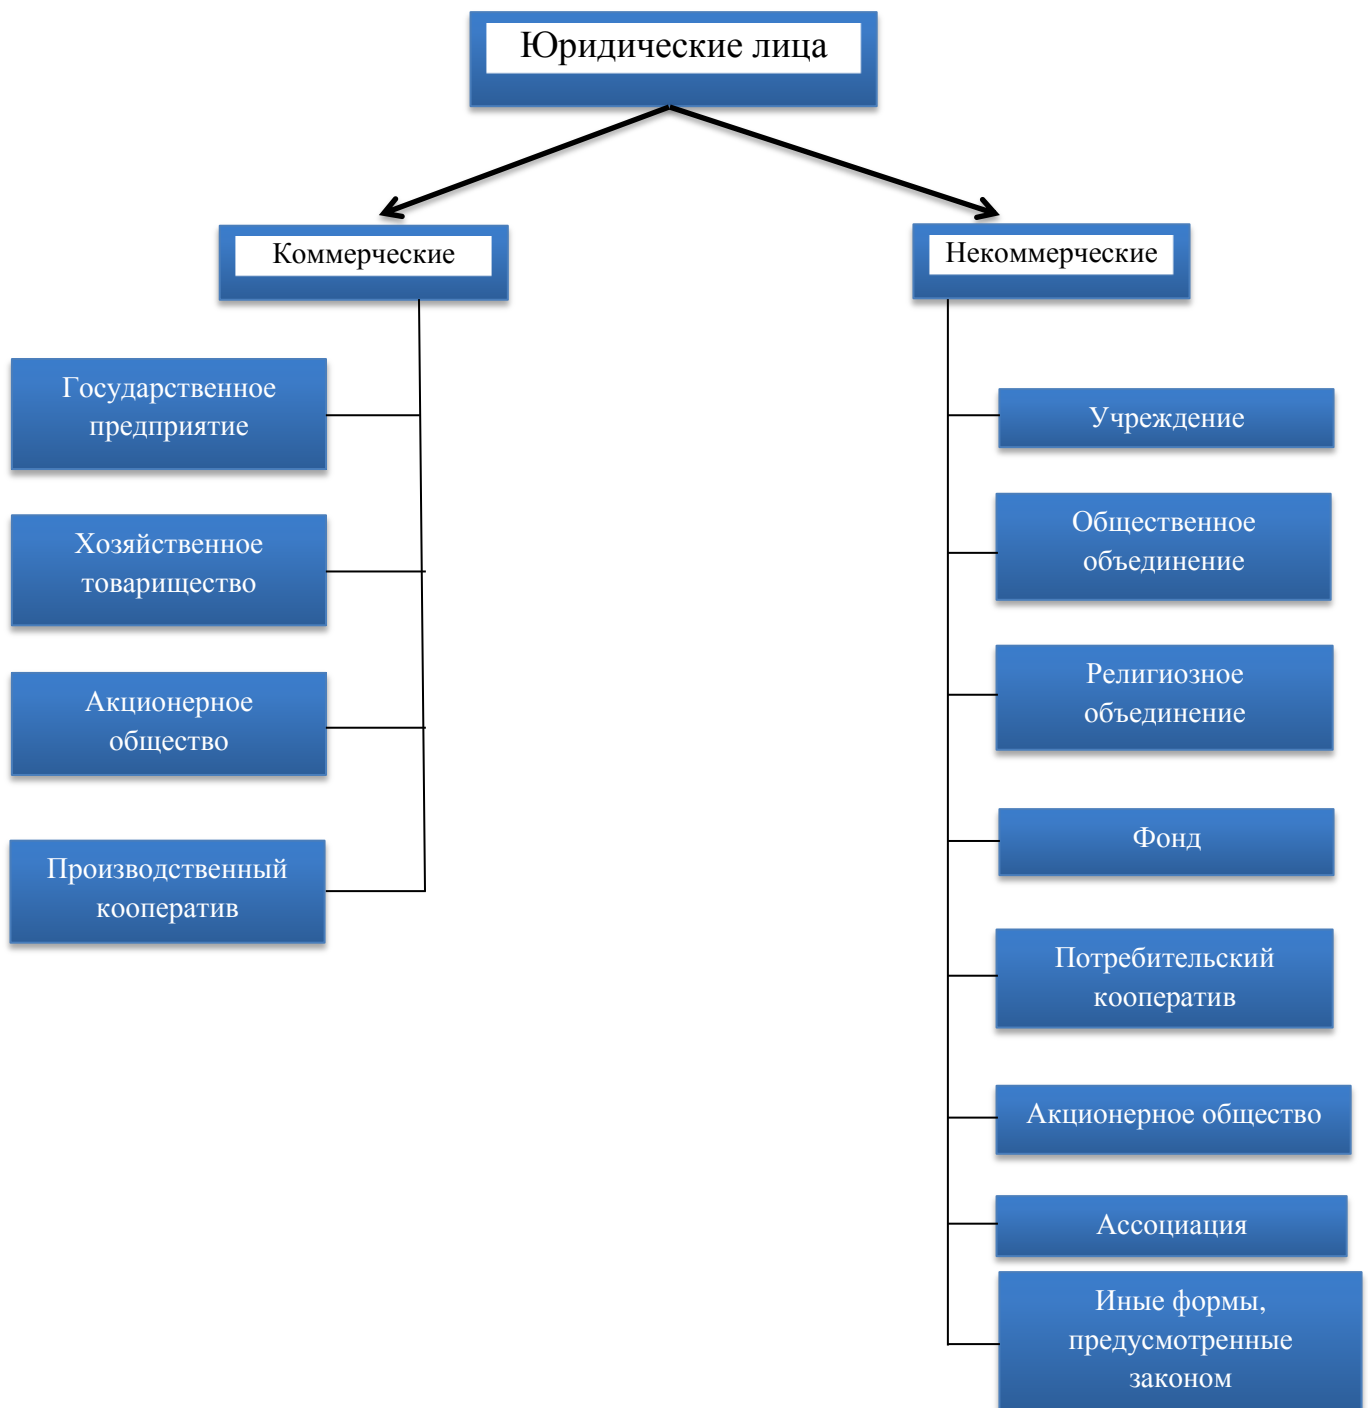 Юридические лица
Коммерческие
Некоммерческие
Государственное
предприятие
Хозяйственное
товарищество
Акционерное
общество
Производственный
кооператив
Учреждение
Общественное
объединение
Религиозное
объединение
Фонд
Потребительский
кооператив
Акционерное общество
Ассоциация
Иные формы,
предусмотренные
законом